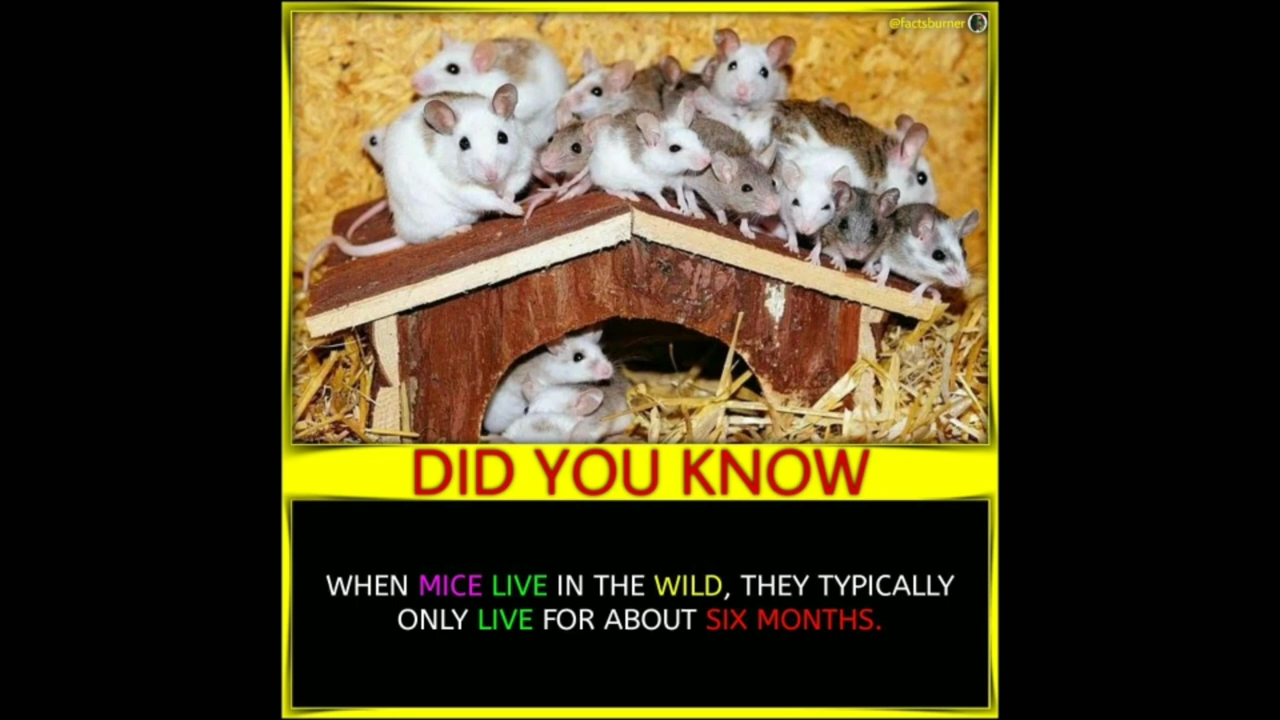 @factsburner
DID YOU KNOW
WHEN MICE LIVE IN THE WILD, THEY TYPICALLY
ONLY LIVE FOR ABOUT SIX MONTHS.